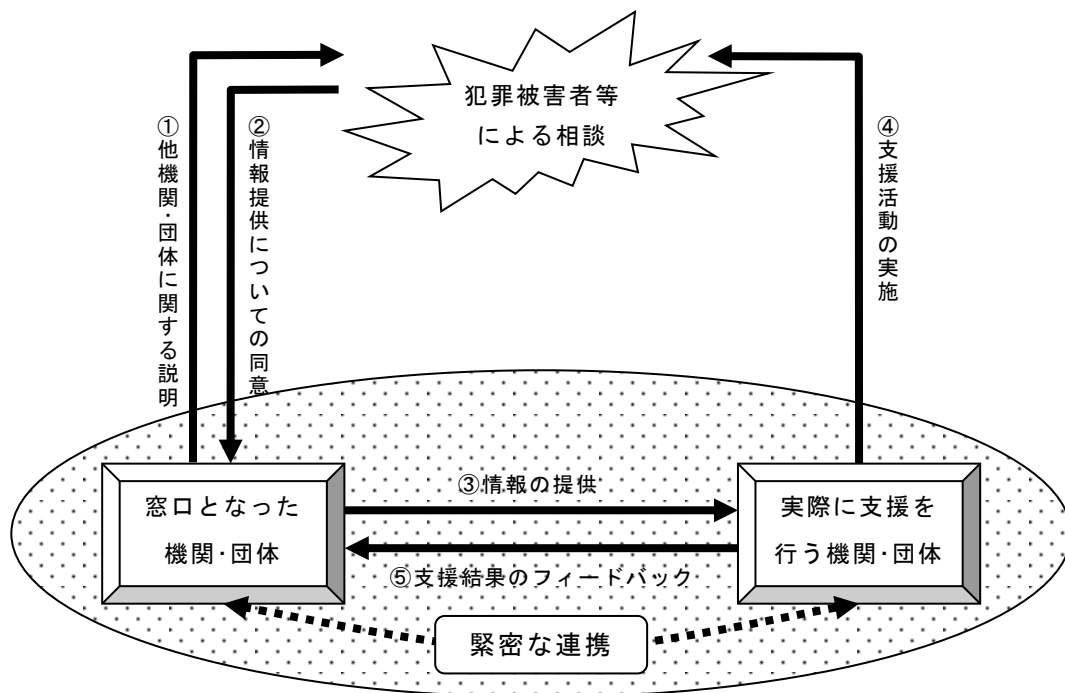 犯罪被害者等
による相談
①他機関・団体に関する説明
②情報提供についての同意
④支援活動の実施
③情報の提供
窓口となった
機関・団体
実際に支援を
行う機関・団体
⑤支援結果のフィードバック
緊密な連携